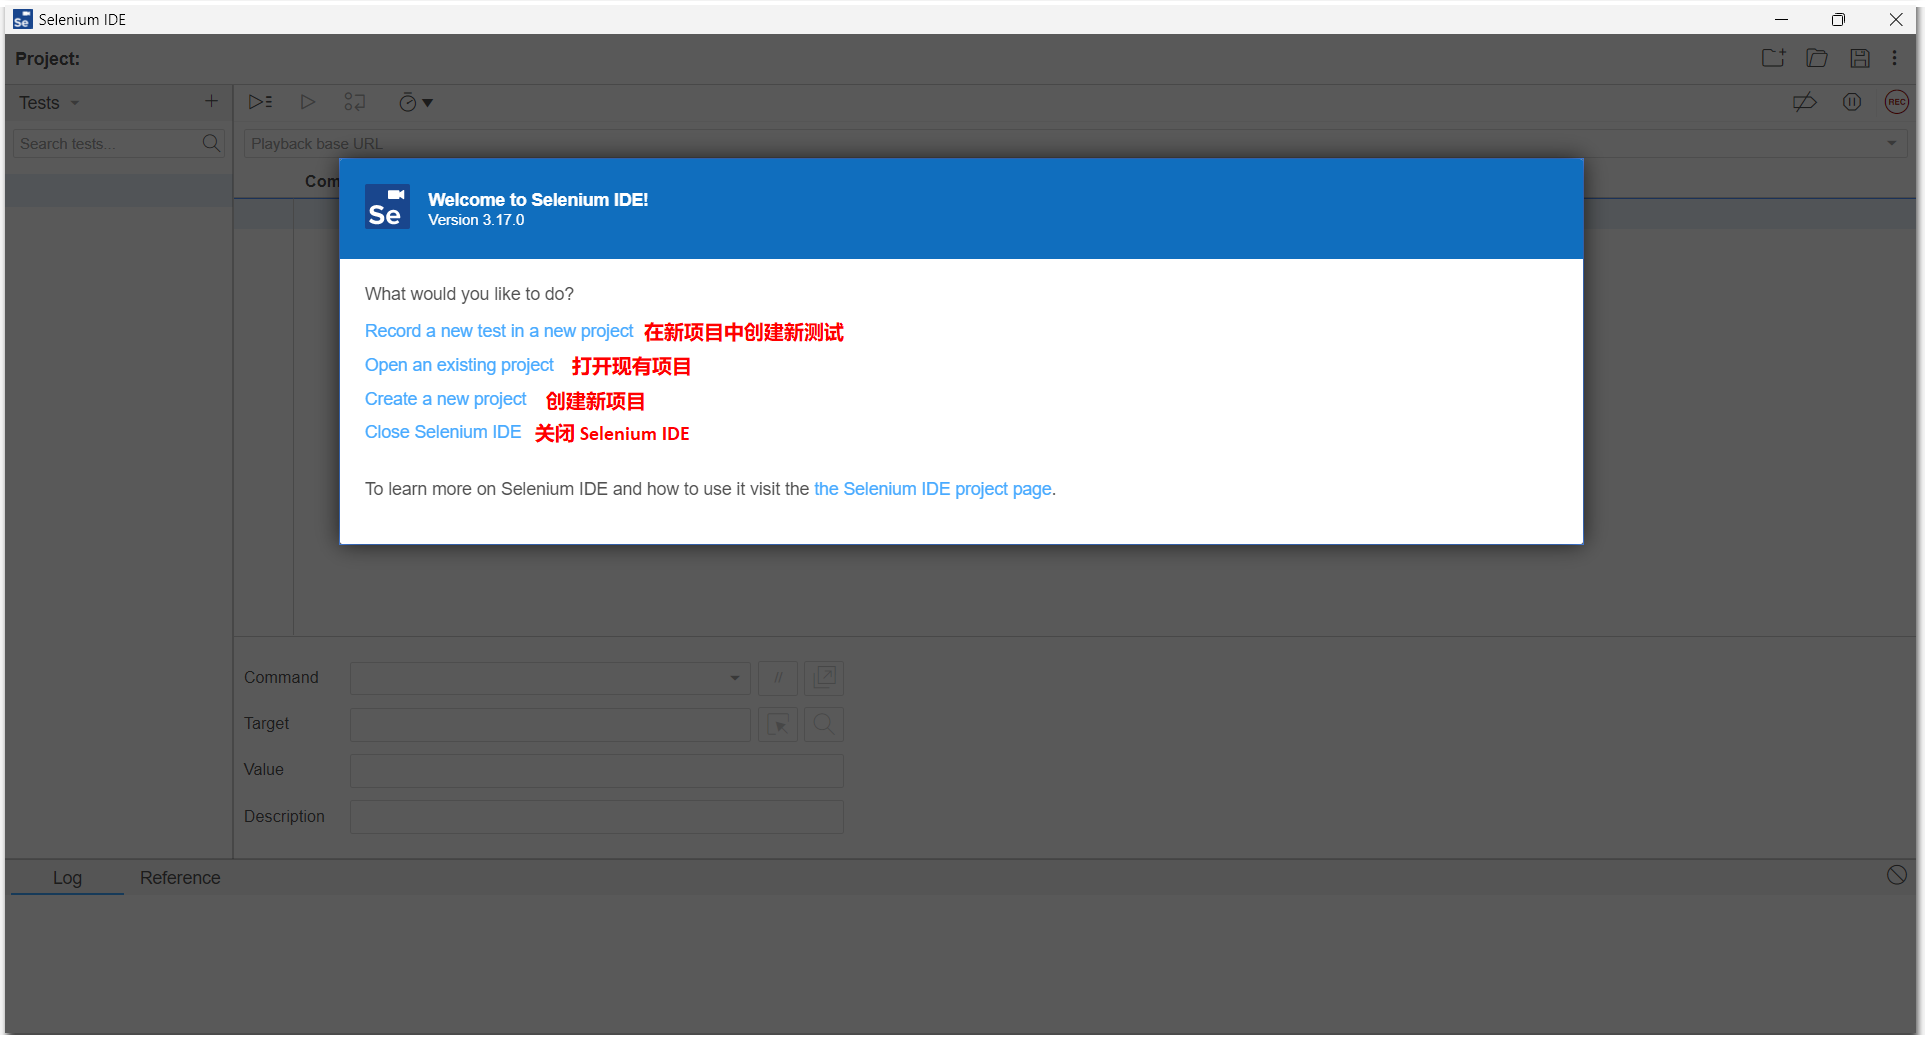 Selenium IDE
Project:
Tests
REC
Search tests...
Playback base URL
Com
Se
Welcome to Selenium IDE!
Version 3.17.0
What would you like to do?
Record a new test in a new project 在新项目中创建新测试
Open an existing project 打开现有项目
Create a new project 创建新项目
Close Selenium IDE 关闭 Selenium IDE
To learn more on Selenium IDE and how to use it visit the the Selenium IDE project page.
Command
//
Target
Value
Description
Log Reference